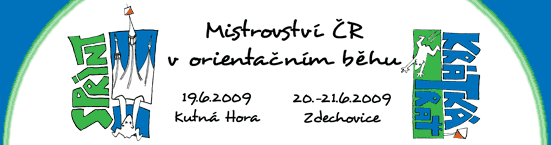 SPRINT
Mistrovství ČR
v orientačním běhu
19.6.2009
Kutná Hora
20.-21.6.2009
Zdechovice
KRÁTKÁ
TRAŤ